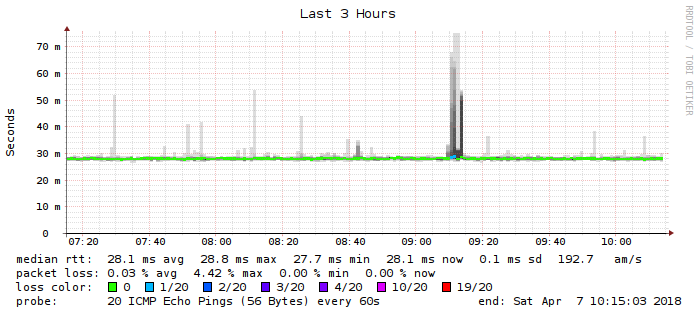 Last 3 Hours
RRDTOOL / TOBI OETIKER
Seconds
70 m
60 m
50 m
40 m
30 m
20 m
10 m
0
07:20 07:40 08:00 08:20 08:40 09:00 09:20 09:40 10:00
median rtt: 28.1 ms avg 28.8 ms max 27.7 ms min 28.1 ms now 0.1 ms sd 192.7 am/s
packet loss: 0.03 % avg 4.42 % max 0.00 % min 0.00 % now
loss color: 0 1/20 2/20 3/20 4/20 10/20 19/20
probe: 20 ICMP Echo Pings (56 Bytes) every 60s end: Sat Apr 7 10:15:03 2018